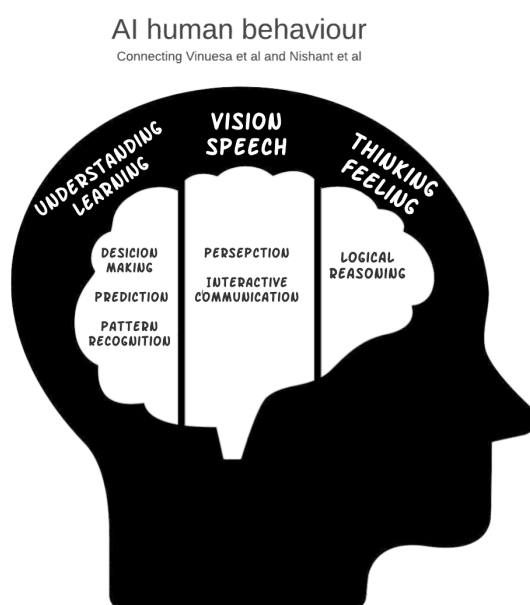 AI human behaviour
Connecting Vinuesa et al and Nishant et al
UNDERSTANDING
LEARNING
VISION
SPEECH
THINKING
FEELING
DESICION
MAKING
PREDICTION
PATTERN
RECOGNITION
PERSEPCTION
INTERACTIVE
COMMUNICATION
LOGICAL
REASONING